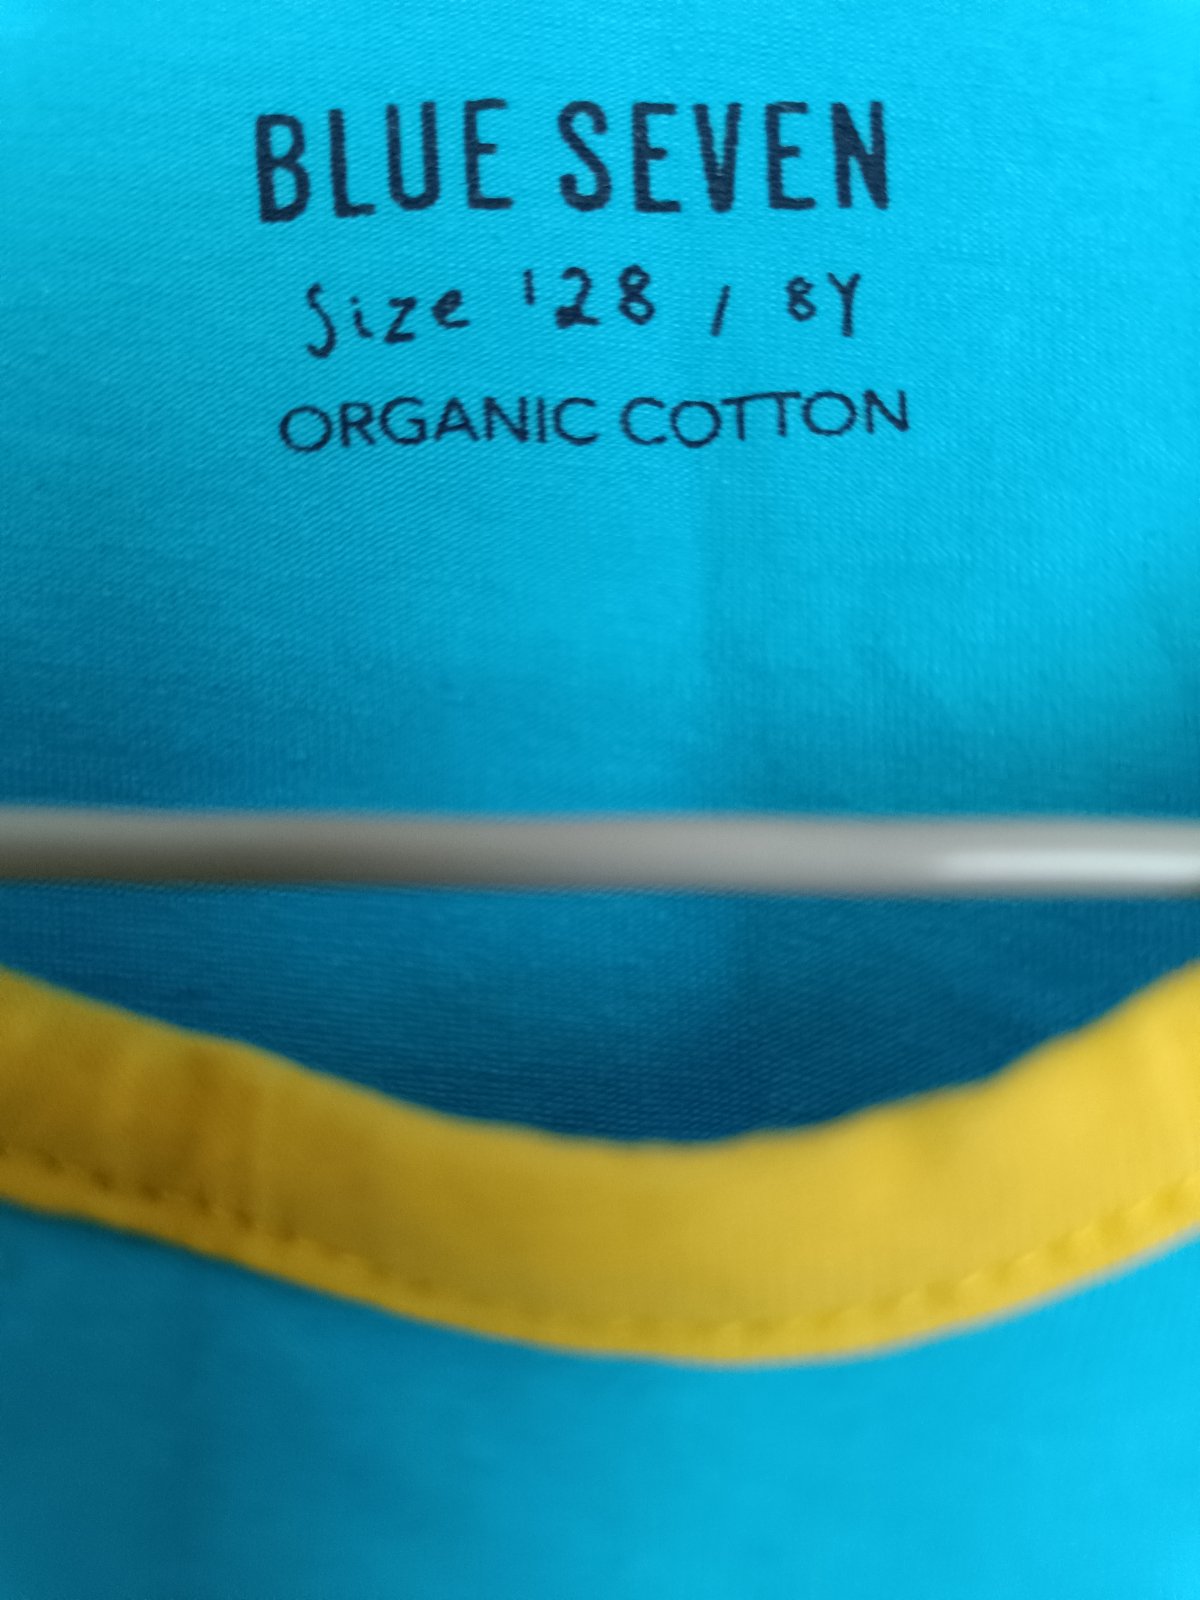 BLUE SEVEN
Size 128 / 8Y
ORGANIC COTTON